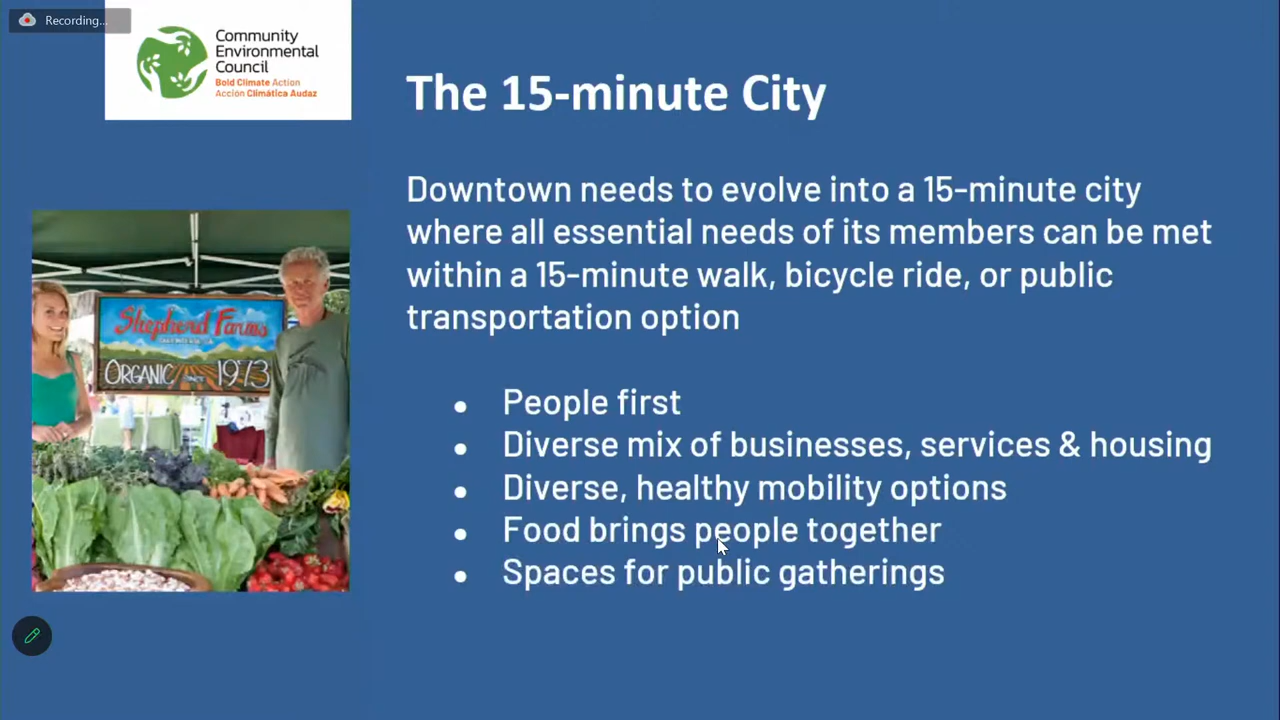 Recording...
Community
Environmental
Council
Bold Climate Action
Acción Climática Audaz
The 15-minute City
Downtown needs to evolve into a 15-minute city
where all essential needs of its members can be met
within a 15-minute walk, bicycle ride, or public
transportation option
Shepherd Farms
ORGANIC SINCE 1973
● People first
● Diverse mix of businesses, services & housing
● Diverse, healthy mobility options
● Food brings people together
● Spaces for public gatherings